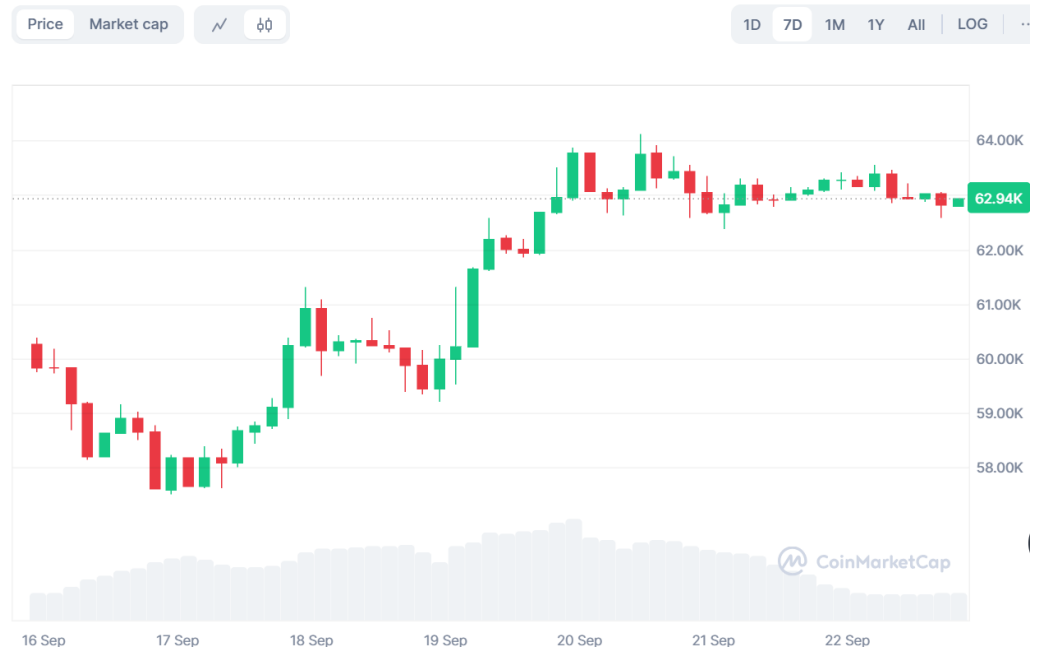 Price Market cap 1D 7D 1M 1Y All LOG
64.00K
62.94K
62.00K
61.00K
60.00K
59.00K
58.00K
CoinMarketCap
16 Sep 17 Sep 18 Sep 19 Sep 20 Sep 21 Sep 22 Sep